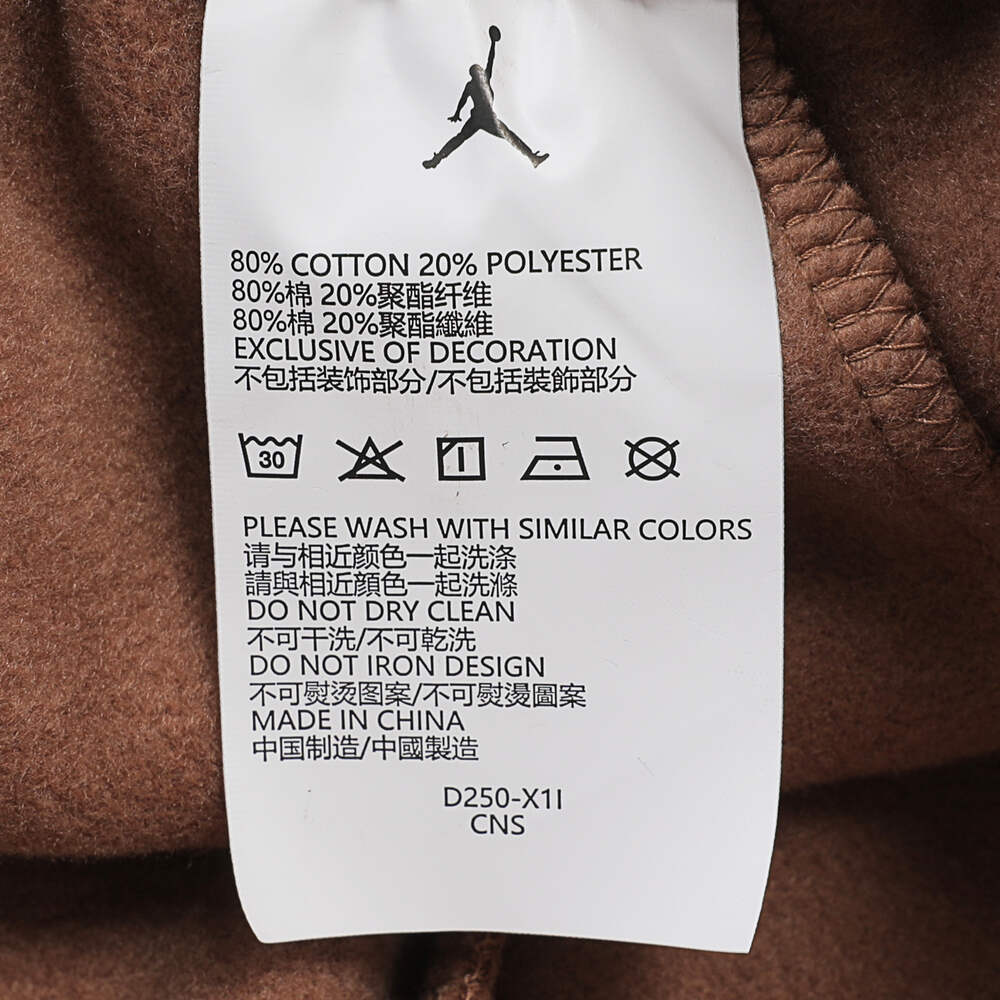 80% COTTON 20% POLYESTER
80%棉 20%聚酯纤维
80%棉 20%聚酯纖維
EXCLUSIVE OF DECORATION
不包括装饰部分/不包括裝飾部分
30
PLEASE WASH WITH SIMILAR COLORS
请与相近颜色一起洗涤
請與相近顏色一起洗滌
DO NOT DRY CLEAN
不可干洗/不可乾洗
DO NOT IRON DESIGN
不可熨烫图案/不可熨燙圖案
MADE IN CHINA
中国制造/中國製造
D250-X1I
CNS